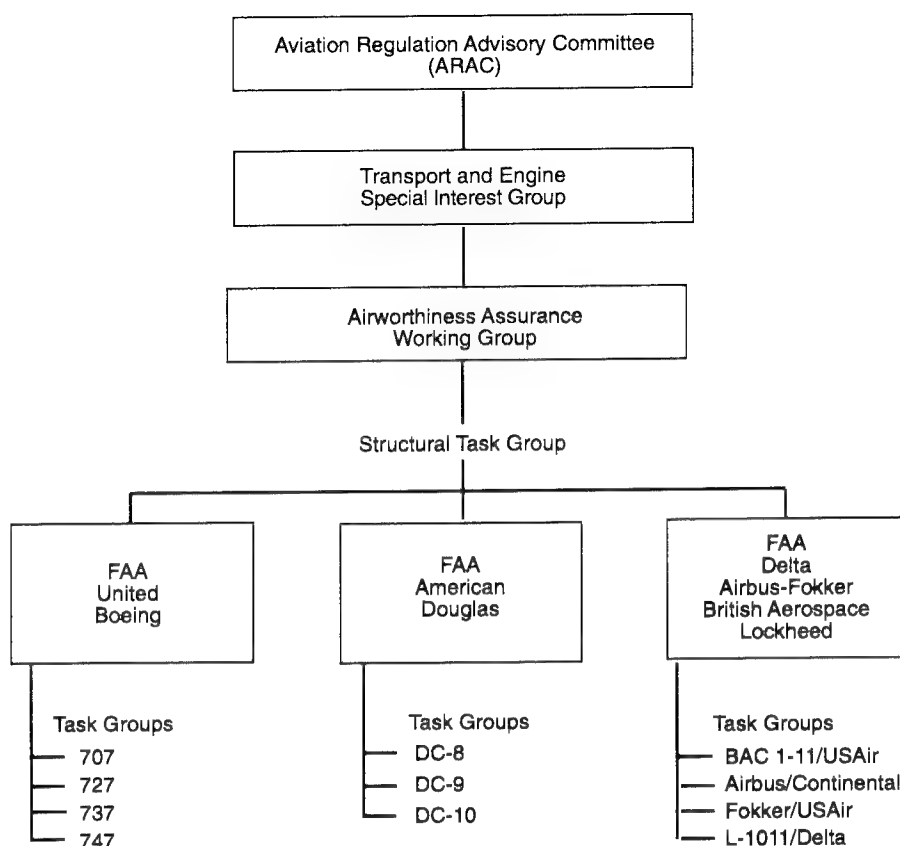 Aviation Regulation Advisory Committee
(ARAC)
Transport and Engine
Special Interest Group
Airworthiness Assurance
Working Group
Structural Task Group
FAA
United
Boeing
FAA
American
Douglas
FAA
Delta
Airbus-Fokker
British Aerospace
Lockheed
Task Groups
707
727
737
747
Task Groups
DC-8
DC-9
DC-10
Task Groups
BAC 1-11/USAir
Airbus/Continental
Fokker/USAir
L-1011/Delta